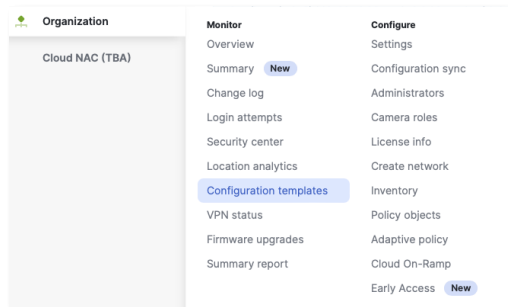 Organization
Cloud NAC (TBA)
Monitor
Overview
Summary New
Change log
Login attempts
Security center
Location analytics
Configuration templates
VPN status
Firmware upgrades
Summary report
Configure
Settings
Configuration sync
Administrators
Camera roles
License info
Create network
Inventory
Policy objects
Adaptive policy
Cloud On-Ramp
Early Access New